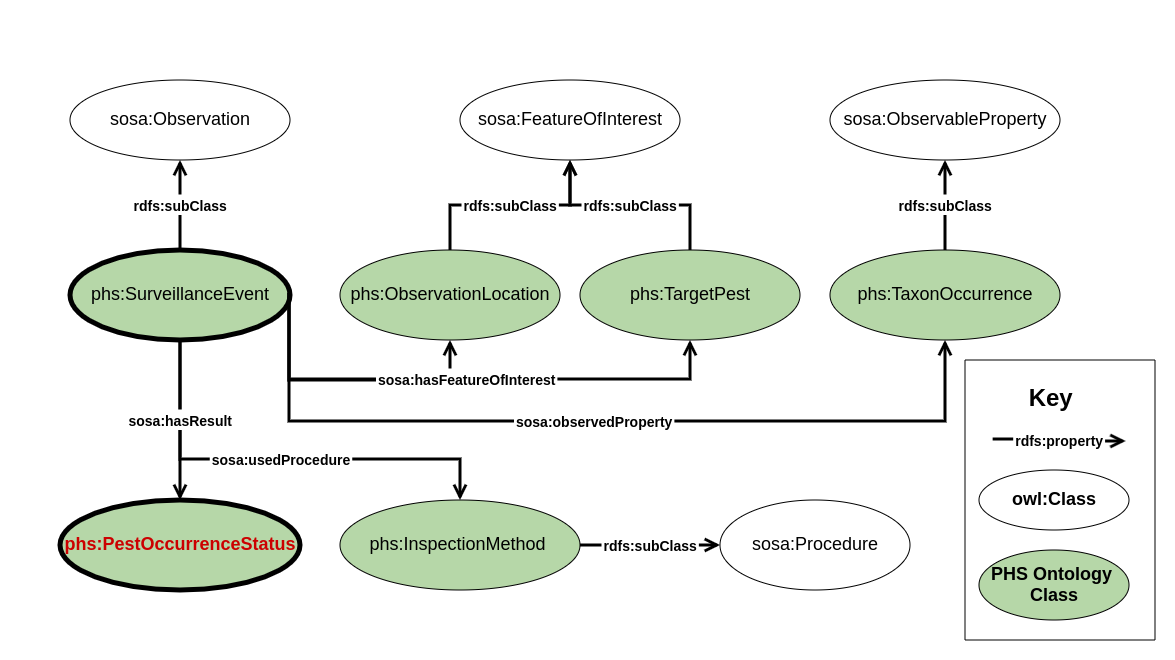 sosa:Observation
sosa:FeatureOfInterest
sosa:ObservableProperty
rdfs:subClass
rdfs:subClass
rdfs:subClass
rdfs:subClass
phs:SurveillanceEvent
phs:ObservationLocation
phs:TargetPest
phs:TaxonOccurrence
sosa:hasFeatureOfInterest
sosa:hasResult
sosa:observedProperty
sosa:usedProcedure
phs:PestOccurrenceStatus
phs:InspectionMethod
rdfs:subClass
sosa:Procedure
Key
rdfs:property
owl:Class
PHS Ontology
Class